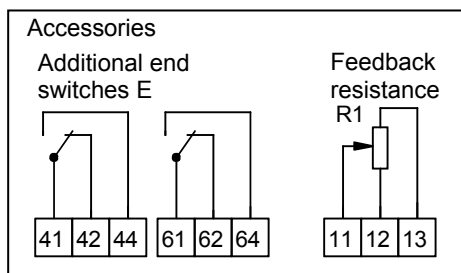 Accessories
Additional end
switches E
Feedback
resistance
R1
41 42 44
61 62 64
11 12 13